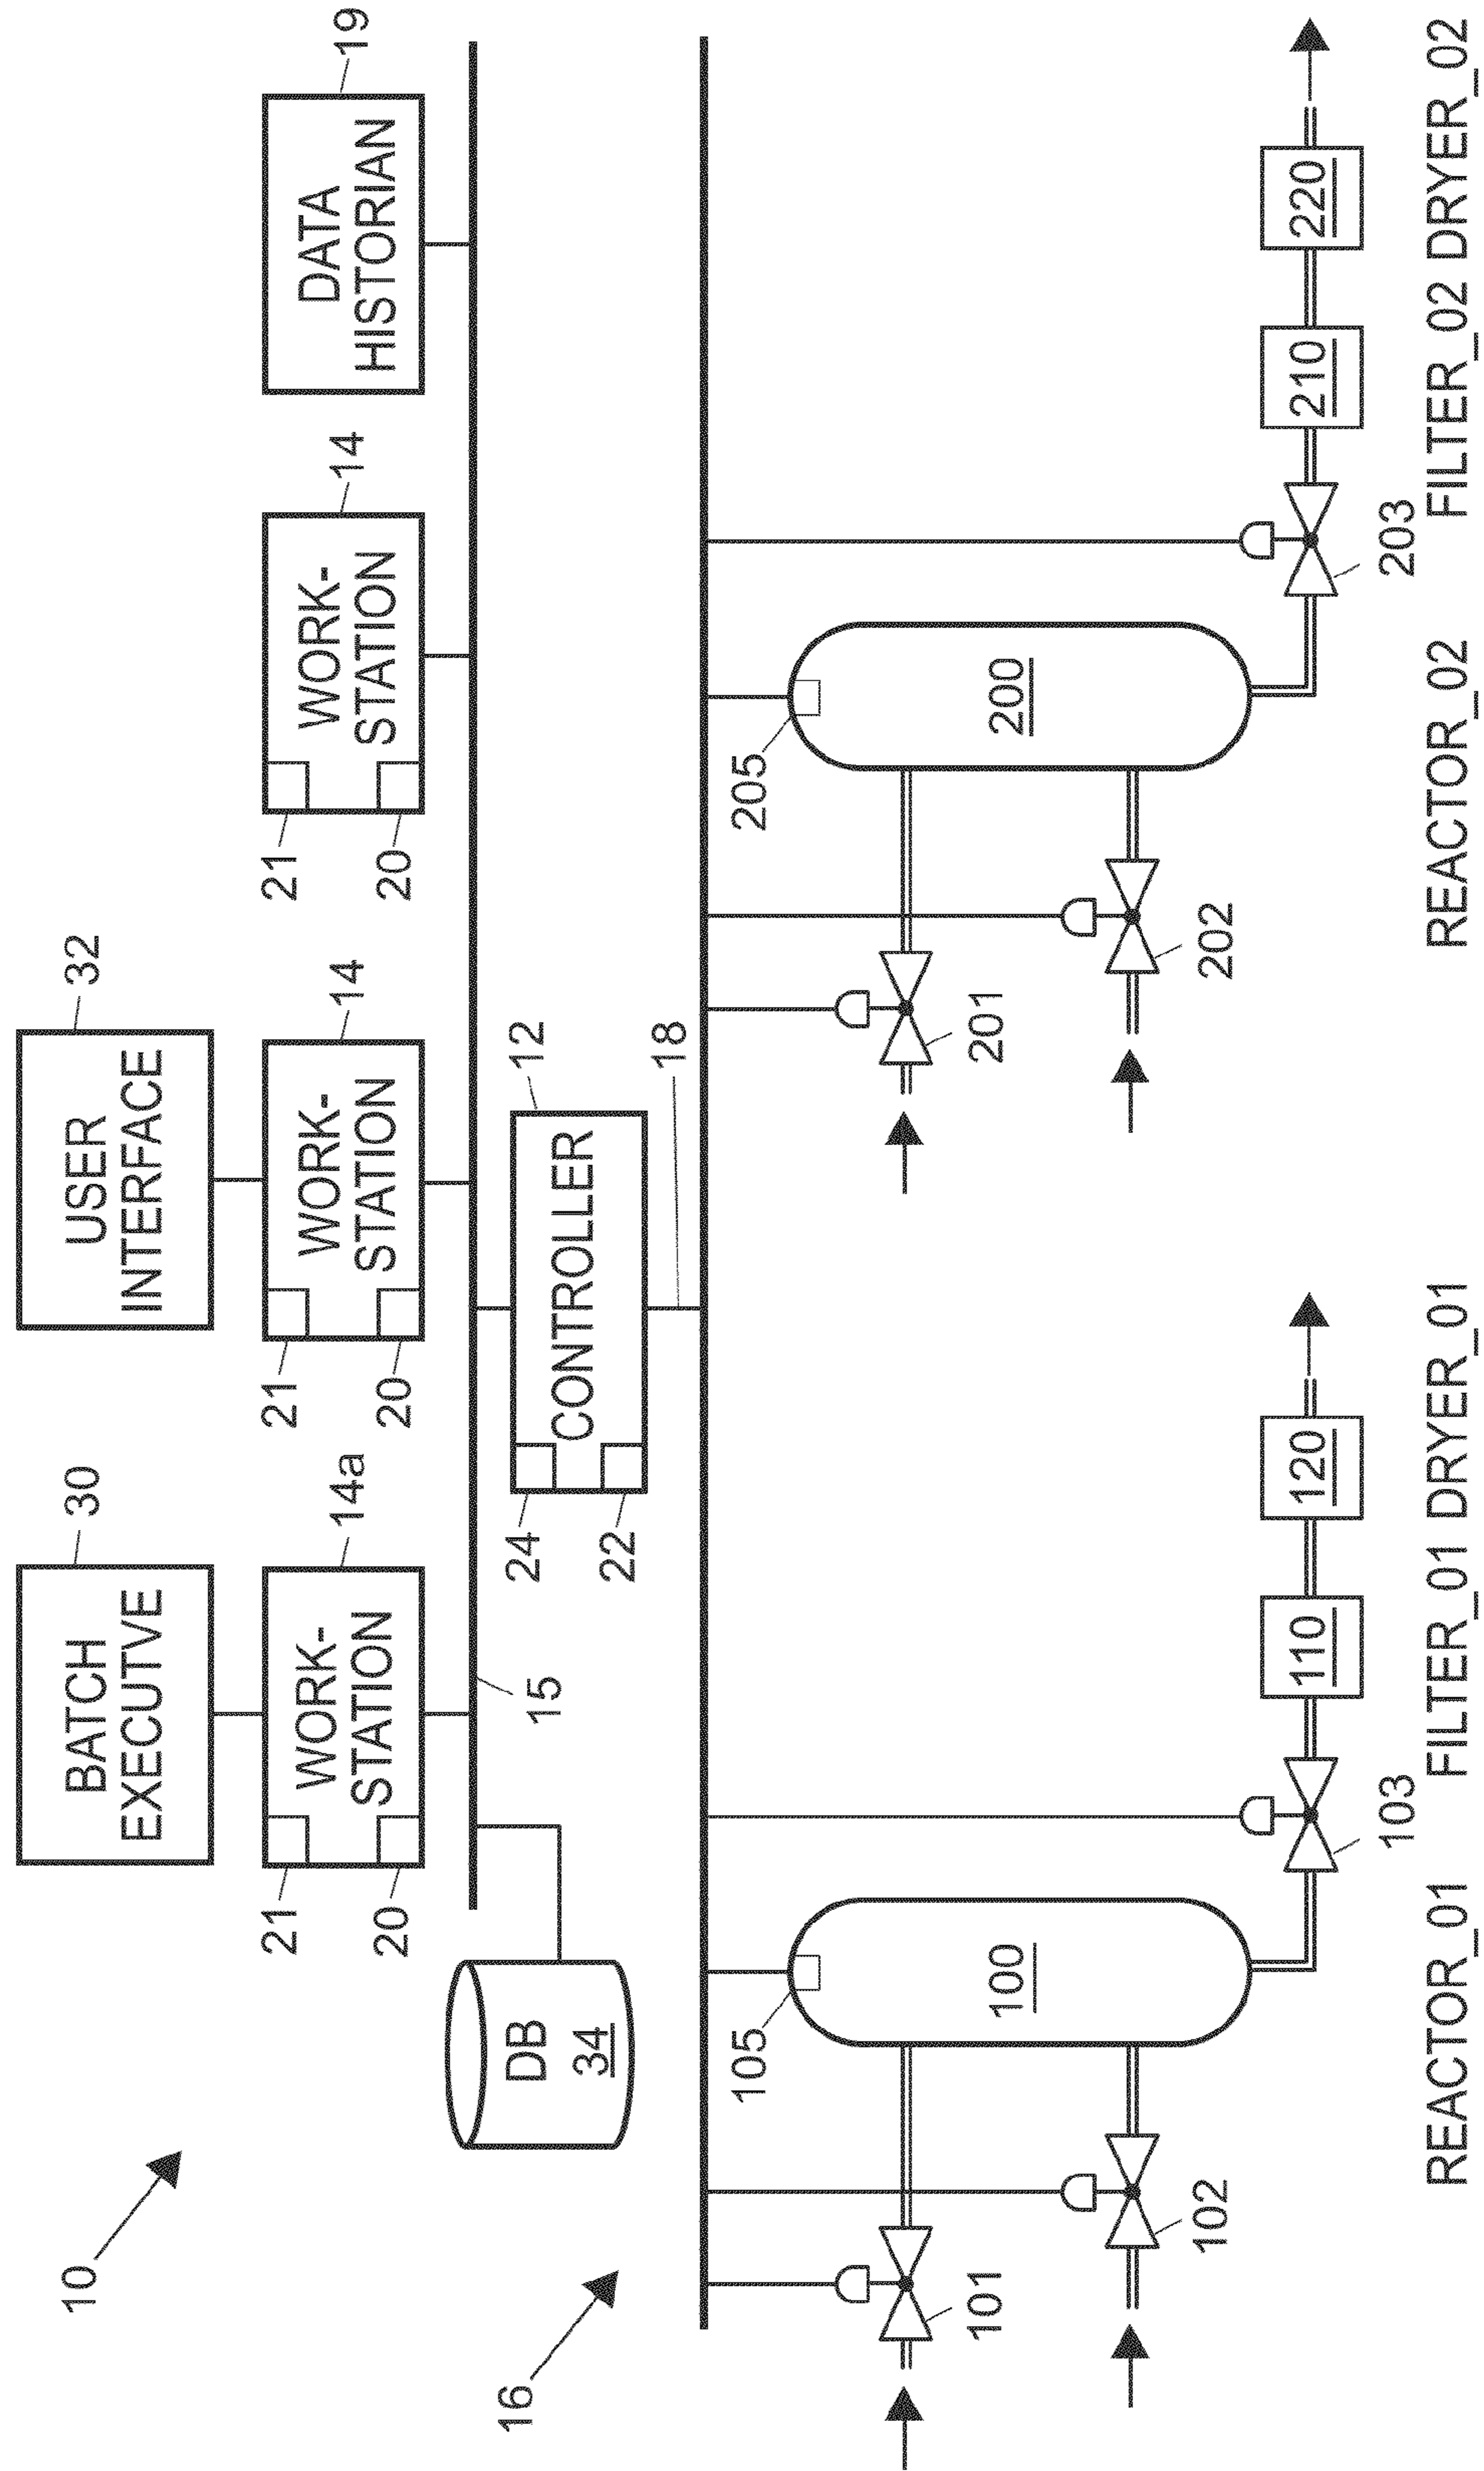 10
BATCH
EXECUTVE
30
USER
INTERFACE
32
21
20
WORK-
STATION
14a
21
20
WORK-
STATION
14
21
20
WORK-
STATION
14
DATA
HISTORIAN
19
15
DB
34
24
22
CONTROLLER
12
18
16
105
100
101
102
103
110
120
205
200
201
202
203
210
220
REACTOR_01
FILTER_01
DRYER_01
REACTOR_02
FILTER_02
DRYER_02